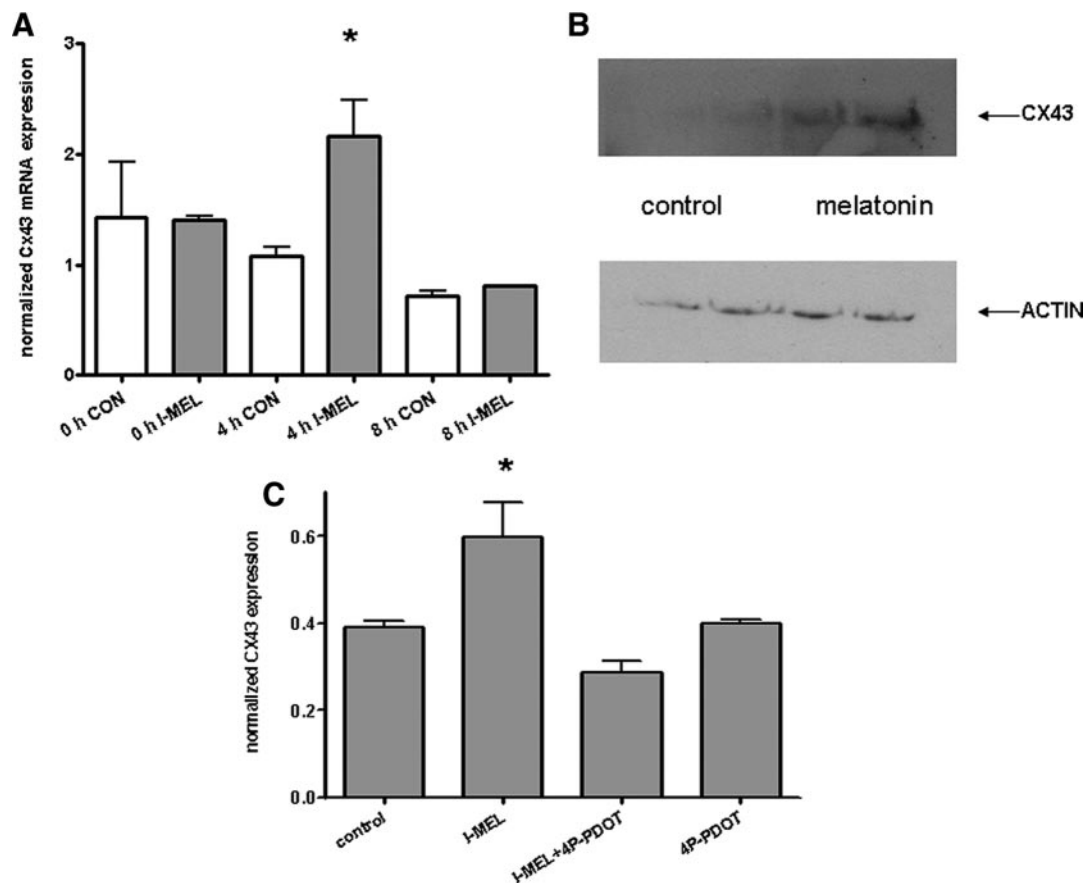 A
*
3
2
1
0
normalized Cx43 mRNA expression
0 h CON
0 h I-MEL
4 h CON
4 h I-MEL
8 h CON
8 h I-MEL
B
CX43
control melatonin
ACTIN
C
*
0.6
0.4
0.2
0.0
normalized CX43 expression
control
I-MEL
I-MEL+4P-PDOT
4P-PDOT